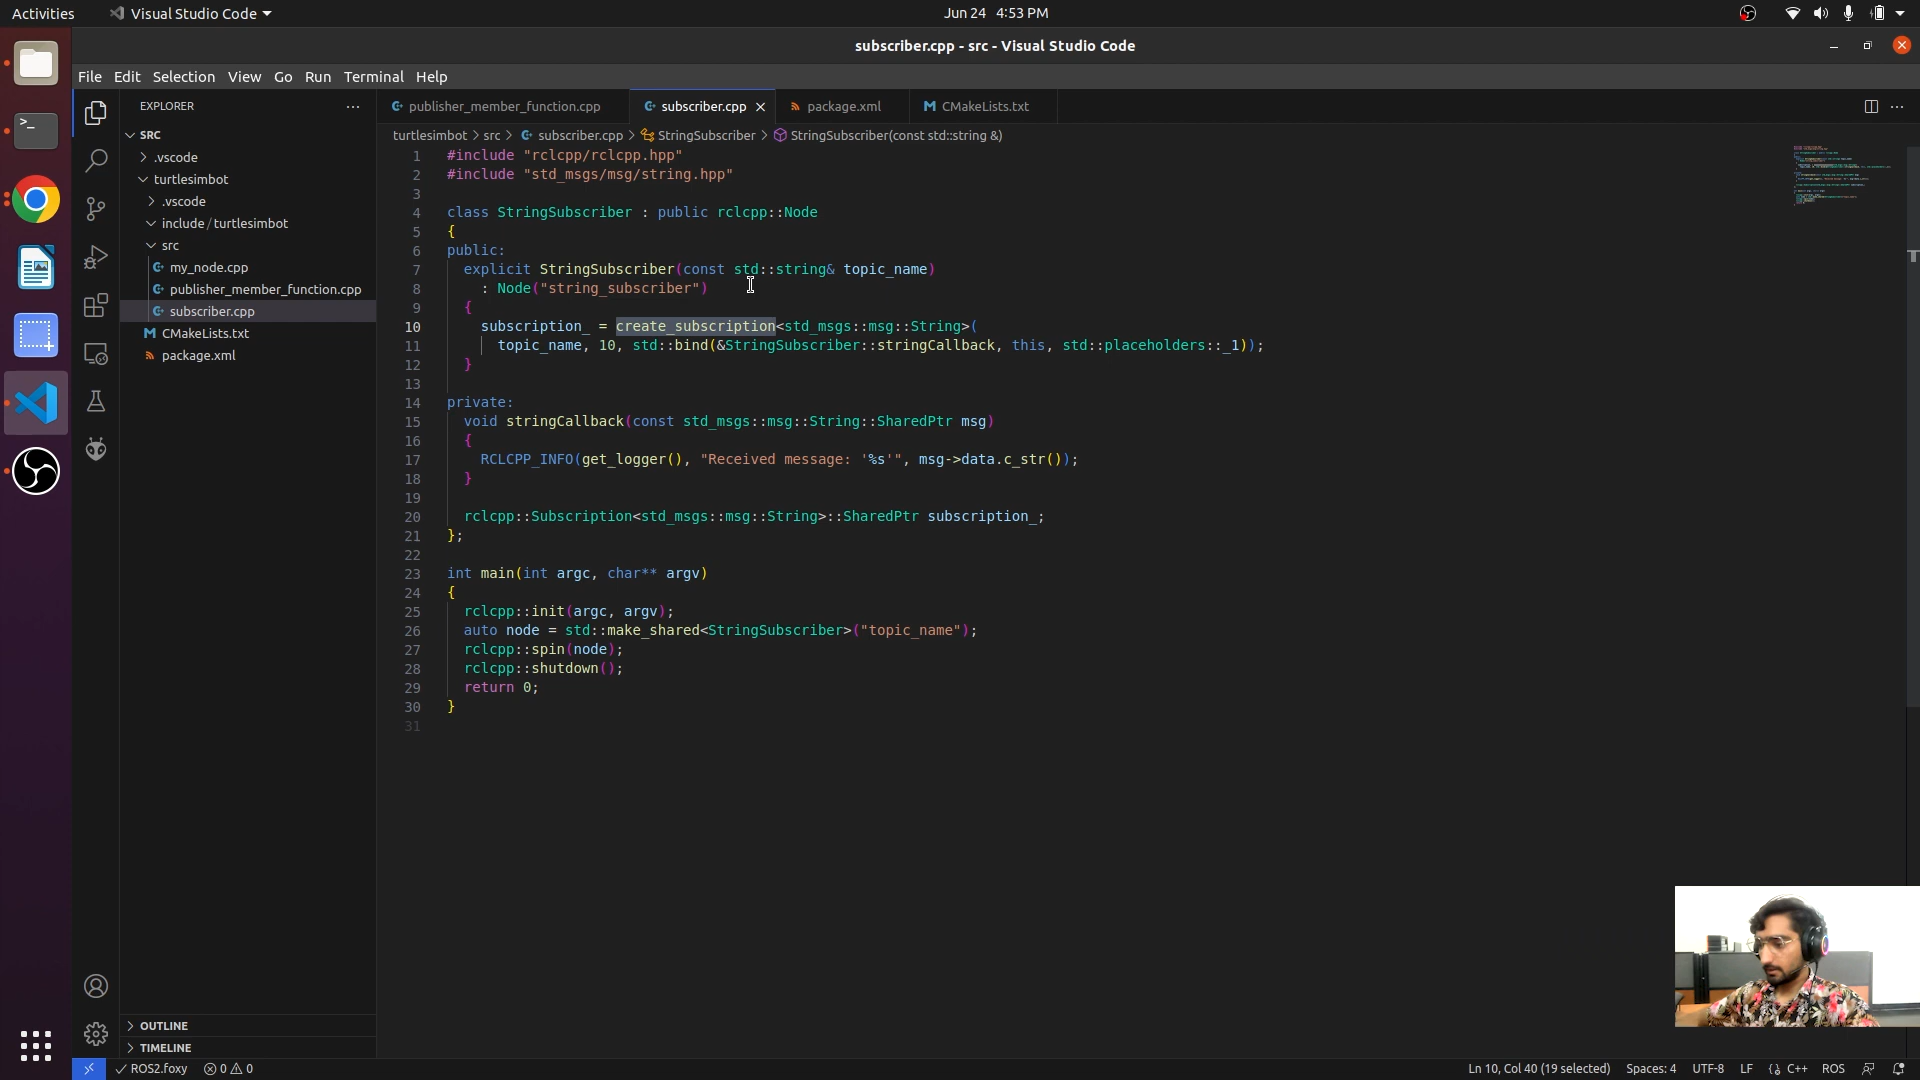 Activities
Visual Studio Code
Jun 24 4:53 PM
subscriber.cpp - src - Visual Studio Code
File Edit Selection View Go Run Terminal Help
EXPLORER
SRC
.vscode
turtlesimbot
.vscode
include / turtlesimbot
src
my_node.cpp
publisher_member_function.cpp
subscriber.cpp
CMakeLists.txt
package.xml
OUTLINE
TIMELINE
publisher_member_function.cpp
subscriber.cpp
package.xml
CMakeLists.txt
turtlesimbot > src > subscriber.cpp > StringSubscriber > StringSubscriber(const std::string &)
1 #include "rclcpp/rclcpp.hpp"
2 #include "std_msgs/msg/string.hpp"
3
4 class StringSubscriber : public rclcpp::Node
5 {
6 public:
7 explicit StringSubscriber(const std::string& topic_name)
8 : Node("string_subscriber")
9 {
10 subscription_ = create_subscription<std_msgs::msg::String>(
11 topic_name, 10, std::bind(&StringSubscriber::stringCallback, this, std::placeholders::_1));
12 }
13
14 private:
15 void stringCallback(const std_msgs::msg::String::SharedPtr msg)
16 {
17 RCLCPP_INFO(get_logger(), "Received message: '%s'", msg->data.c_str());
18 }
19
20 rclcpp::Subscription<std_msgs::msg::String>::SharedPtr subscription_;
21 };
22
23 int main(int argc, char** argv)
24 {
25 rclcpp::init(argc, argv);
26 auto node = std::make_shared<StringSubscriber>("topic_name");
27 rclcpp::spin(node);
28 rclcpp::shutdown();
29 return 0;
30 }
31
ROS2.foxy 0 0
Ln 10, Col 40 (19 selected) Spaces: 4 UTF-8 LF {} C++ ROS